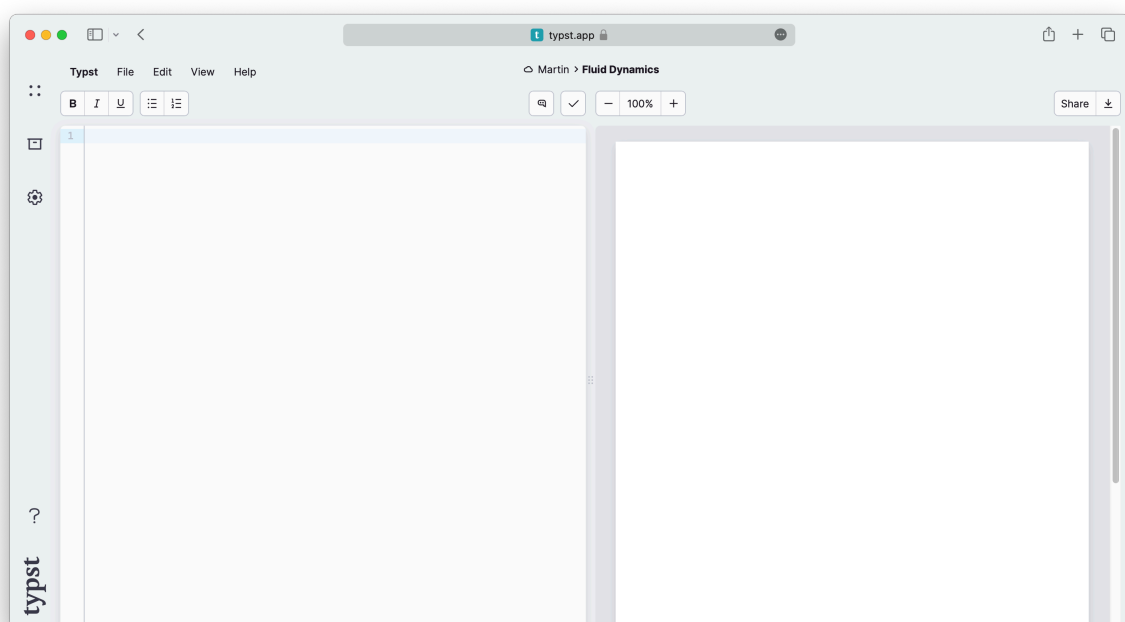 typst.app
Typst File Edit View Help
Martin > Fluid Dynamics
B I U
100%
Share
1
?
typst